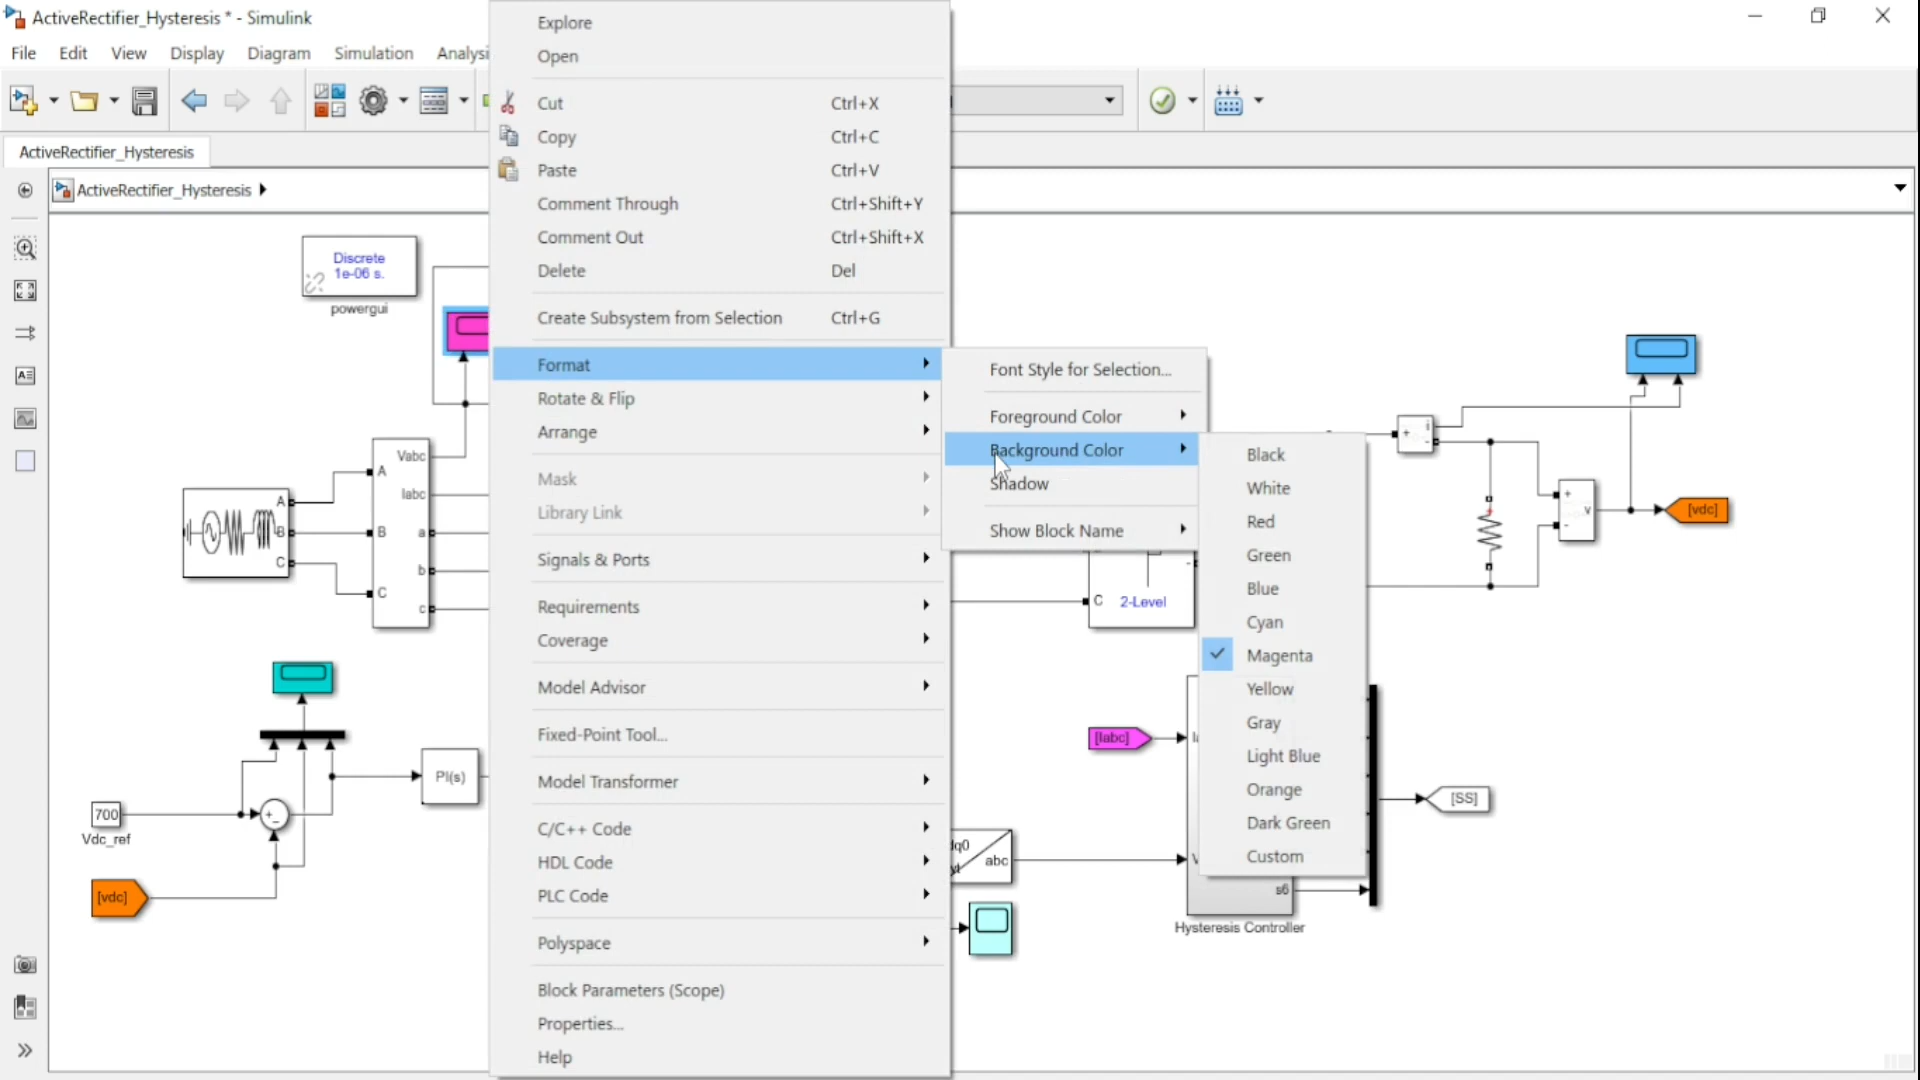 ActiveRectifier_Hysteresis * - Simulink
File Edit View Display Diagram Simulation
ActiveRectifier_Hysteresis
ActiveRectifier_Hysteresis
Explore
Open
Cut Ctrl+X
Copy Ctrl+C
Paste Ctrl+V
Comment Through Ctrl+Shift+Y
Comment Out Ctrl+Shift+X
Delete Del
Create Subsystem from Selection Ctrl+G
Format
Rotate & Flip
Arrange
Mask
Library Link
Signals & Ports
Requirements
Coverage
Model Advisor
Fixed-Point Tool...
Model Transformer
C/C++ Code
HDL Code
PLC Code
Polyspace
Block Parameters (Scope)
Properties...
Help
Font Style for Selection...
Foreground Color
Background Color
Shadow
Show Block Name
Black
White
Red
Green
Blue
Cyan
Magenta
Yellow
Gray
Light Blue
Orange
Dark Green
Custom
Discrete
1e-06 s.
powergui
A
B
C
Vabc
A
Iabc
B
a
b
C
c
700
Vdc_ref
+
-
PI(s)
[vdc]
C 2-Level
+ i
-
+
v
-
[vdc]
[Iabc]
abc
s6
Hysteresis Controller
[SS]